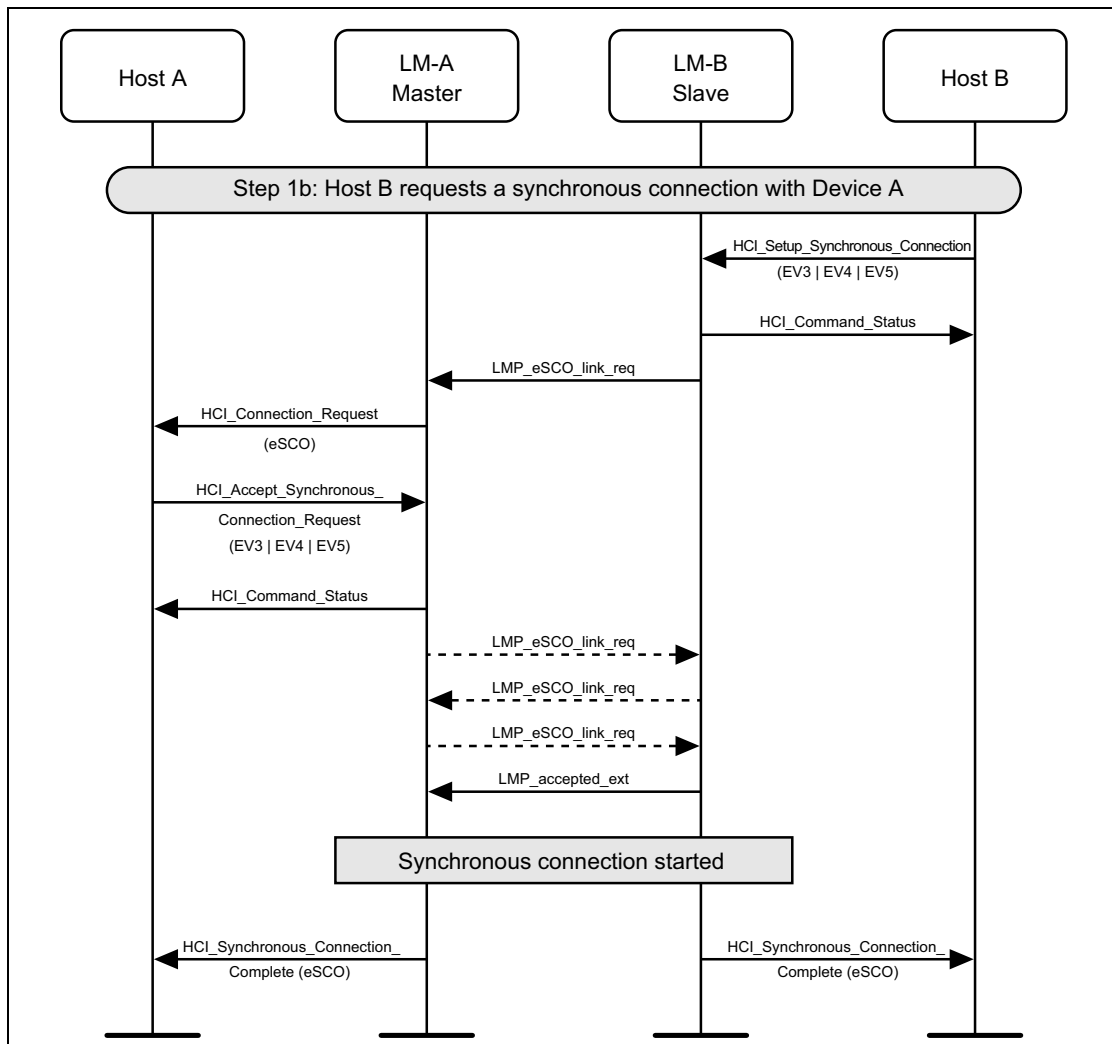 Host A
LM-A
Master
LM-B
Slave
Host B
Step 1b: Host B requests a synchronous connection with Device A
HCI_Setup_Synchronous_Connection
(EV3 | EV4 | EV5)
HCI_Command_Status
LMP_eSCO_link_req
HCI_Connection_Request
(eSCO)
HCI_Accept_Synchronous_
Connection_Request
(EV3 | EV4 | EV5)
HCI_Command_Status
LMP_eSCO_link_req
LMP_eSCO_link_req
LMP_eSCO_link_req
LMP_accepted_ext
Synchronous connection started
HCI_Synchronous_Connection_
Complete (eSCO)
HCI_Synchronous_Connection_
Complete (eSCO)